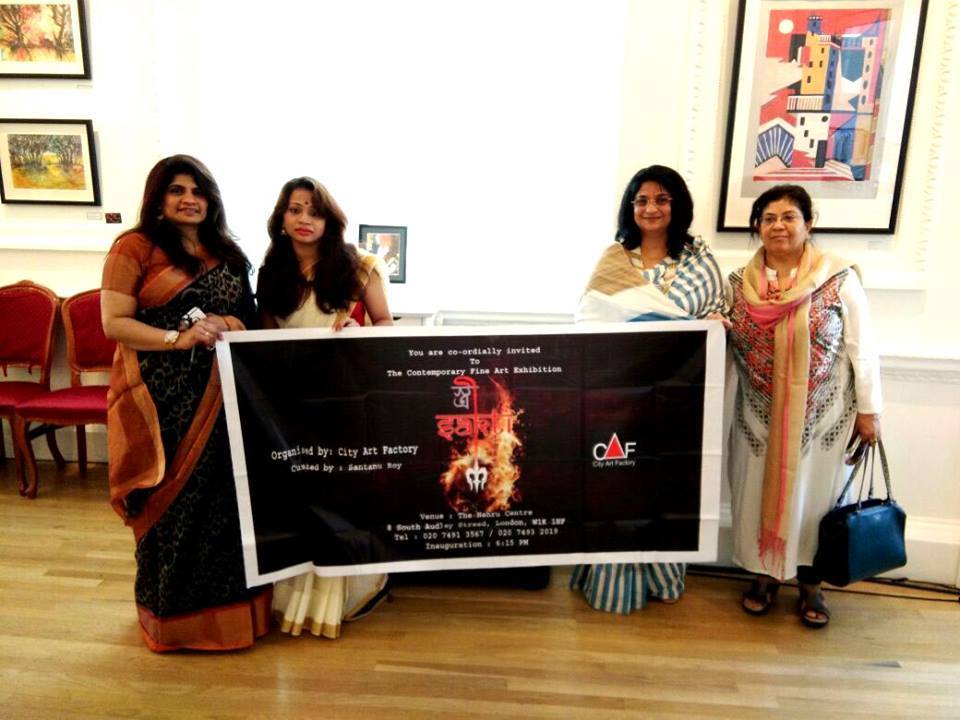 You are co-ordially invited
To
The Contemporary Fine Art Exhibition
स्त्री
Sakti
Organised by: City Art Factory
Curated by : Santanu Roy
CAF
City Art Factory
Venue : The Nehru Centre
8 South Audley Streed, London, W1K 1HF
Tel : 020 7491 3567 / 020 7493 2019
Inauguration : 6:15 PM